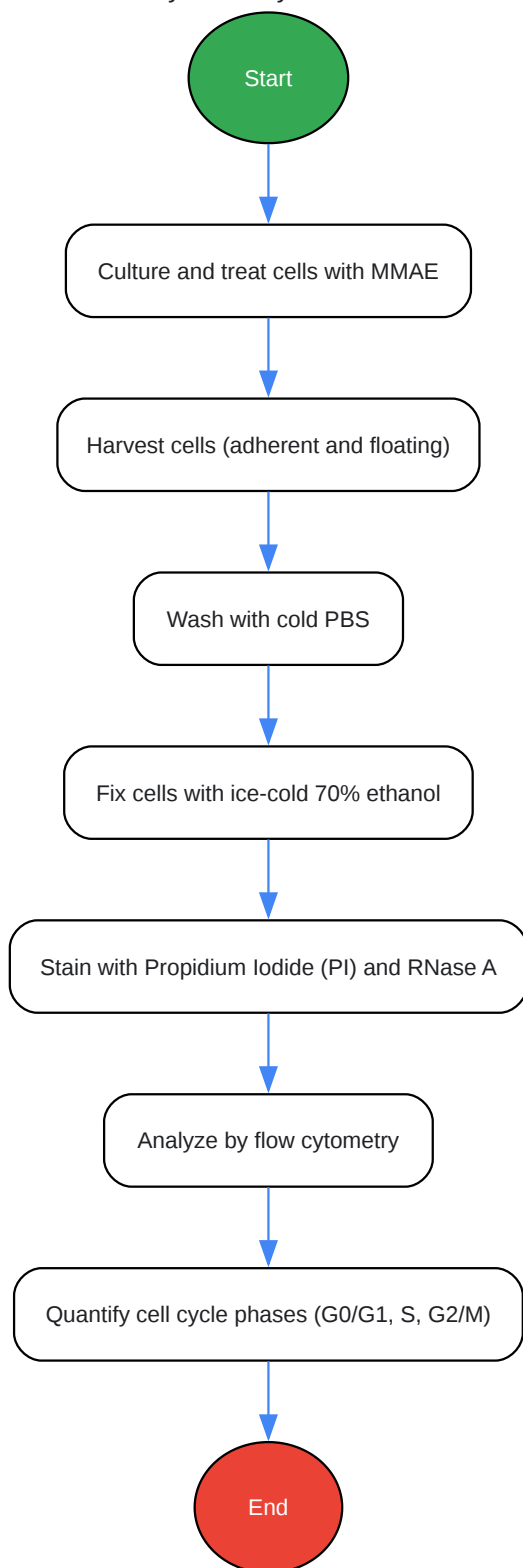 Start
Culture and treat cells with MMAE
Harvest cells (adherent and floating)
Wash with cold PBS
Fix cells with ice-cold 70% ethanol
Stain with Propidium Iodide (PI) and RNase A
Analyze by flow cytometry
Quantify cell cycle phases (G0/G1, S, G2/M)
End